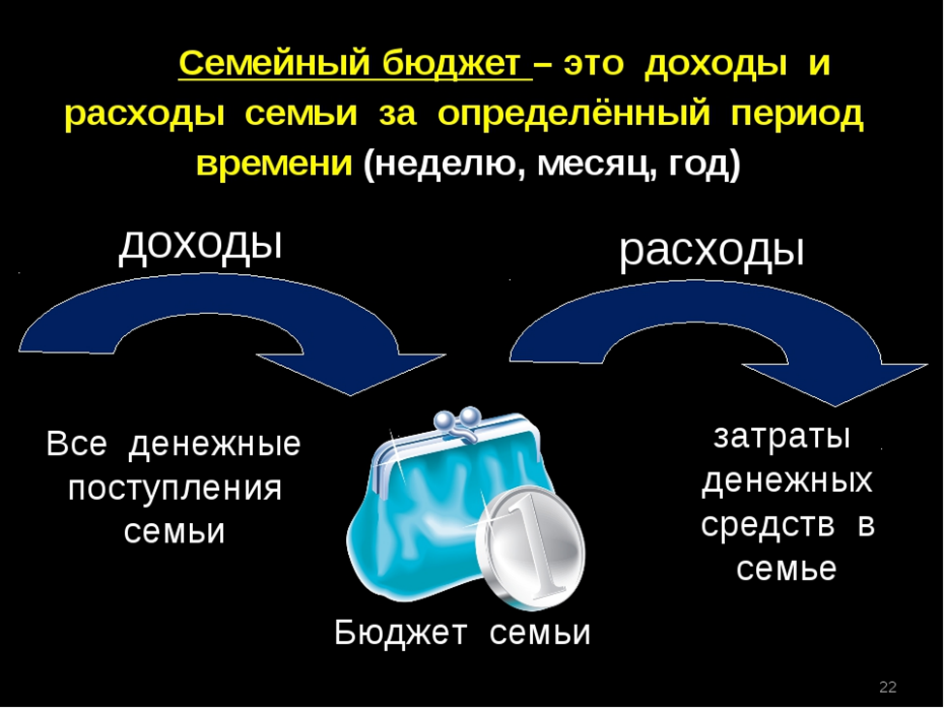 Семейный бюджет – это доходы и
расходы семьи за определённый период
времени (неделю, месяц, год)
доходы
расходы
Все денежные
поступления
семьи
затраты
денежных
средств в
семье
1
Бюджет семьи
22